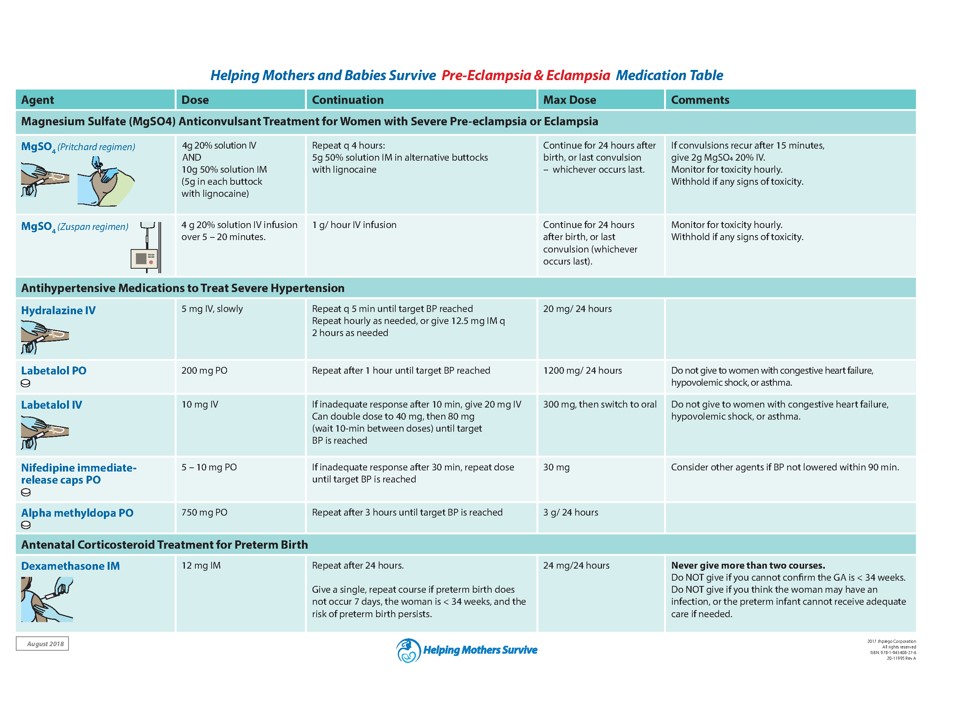 Helping Mothers and Babies Survive Pre-Eclampsia & Eclampsia Medication Table
Agent Dose Continuation Max Dose Comments
Magnesium Sulfate (MgSO4) Anticonvulsant Treatment for Women with Severe Pre-eclampsia or Eclampsia
MgSO4 (Pritchard regimen)
4g 20% solution IV
AND
10g 50% solution IM
(5g in each buttock
with lignocaine)
Repeat q 4 hours:
5g 50% solution IM in alternative buttocks
with lignocaine
Continue for 24 hours after
birth, or last convulsion
– whichever occurs last.
If convulsions recur after 15 minutes,
give 2g MgSO4 20% IV.
Monitor for toxicity hourly.
Withhold if any signs of toxicity.
MgSO4 (Zuspan regimen)
4 g 20% solution IV infusion
over 5 – 20 minutes.
1 g/ hour IV infusion
Continue for 24 hours
after birth, or last
convulsion (whichever
occurs last).
Monitor for toxicity hourly.
Withhold if any signs of toxicity.
Antihypertensive Medications to Treat Severe Hypertension
Hydralazine IV
5 mg IV, slowly
Repeat q 5 min until target BP reached
Repeat hourly as needed, or give 12.5 mg IM q
2 hours as needed
20 mg/ 24 hours
Labetalol PO
200 mg PO
Repeat after 1 hour until target BP reached
1200 mg/ 24 hours
Do not give to women with congestive heart failure,
hypovolemic shock, or asthma.
Labetalol IV
10 mg IV
If inadequate response after 10 min, give 20 mg IV
Can double dose to 40 mg, then 80 mg
(wait 10-min between doses) until target
BP is reached
300 mg, then switch to oral
Do not give to women with congestive heart failure,
hypovolemic shock, or asthma.
Nifedipine immediate-
release caps PO
5 – 10 mg PO
If inadequate response after 30 min, repeat dose
until target BP is reached
30 mg
Consider other agents if BP not lowered within 90 min.
Alpha methyldopa PO
750 mg PO
Repeat after 3 hours until target BP is reached
3 g/ 24 hours
Antenatal Corticosteroid Treatment for Preterm Birth
Dexamethasone IM
12 mg IM
Repeat after 24 hours.
Give a single, repeat course if preterm birth does
not occur 7 days, the woman is < 34 weeks, and the
risk of preterm birth persists.
24 mg/24 hours
Never give more than two courses.
Do NOT give if you cannot confirm the GA is < 34 weeks.
Do NOT give if you think the woman may have an
infection, or the preterm infant cannot receive adequate
care if needed.
August 2018
Helping Mothers Survive
Jhpiego Corporation
All rights reserved